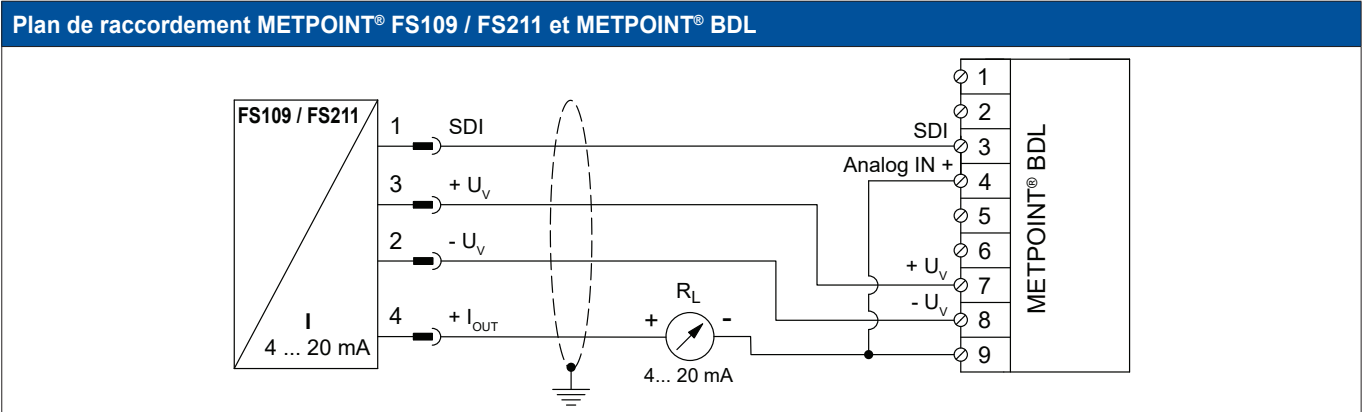 Plan de raccordement METPOINT® FS109 / FS211 et METPOINT® BDL
FS109 / FS211
I
4 ... 20 mA
1
SDI
3
+ Uv
2
- Uv
4
+ IOUT
RL
+
-
4... 20 mA
SDI
Analog IN +
+ Uv
- Uv
1
2
3
4
5
6
7
8
9
METPOINT® BDL